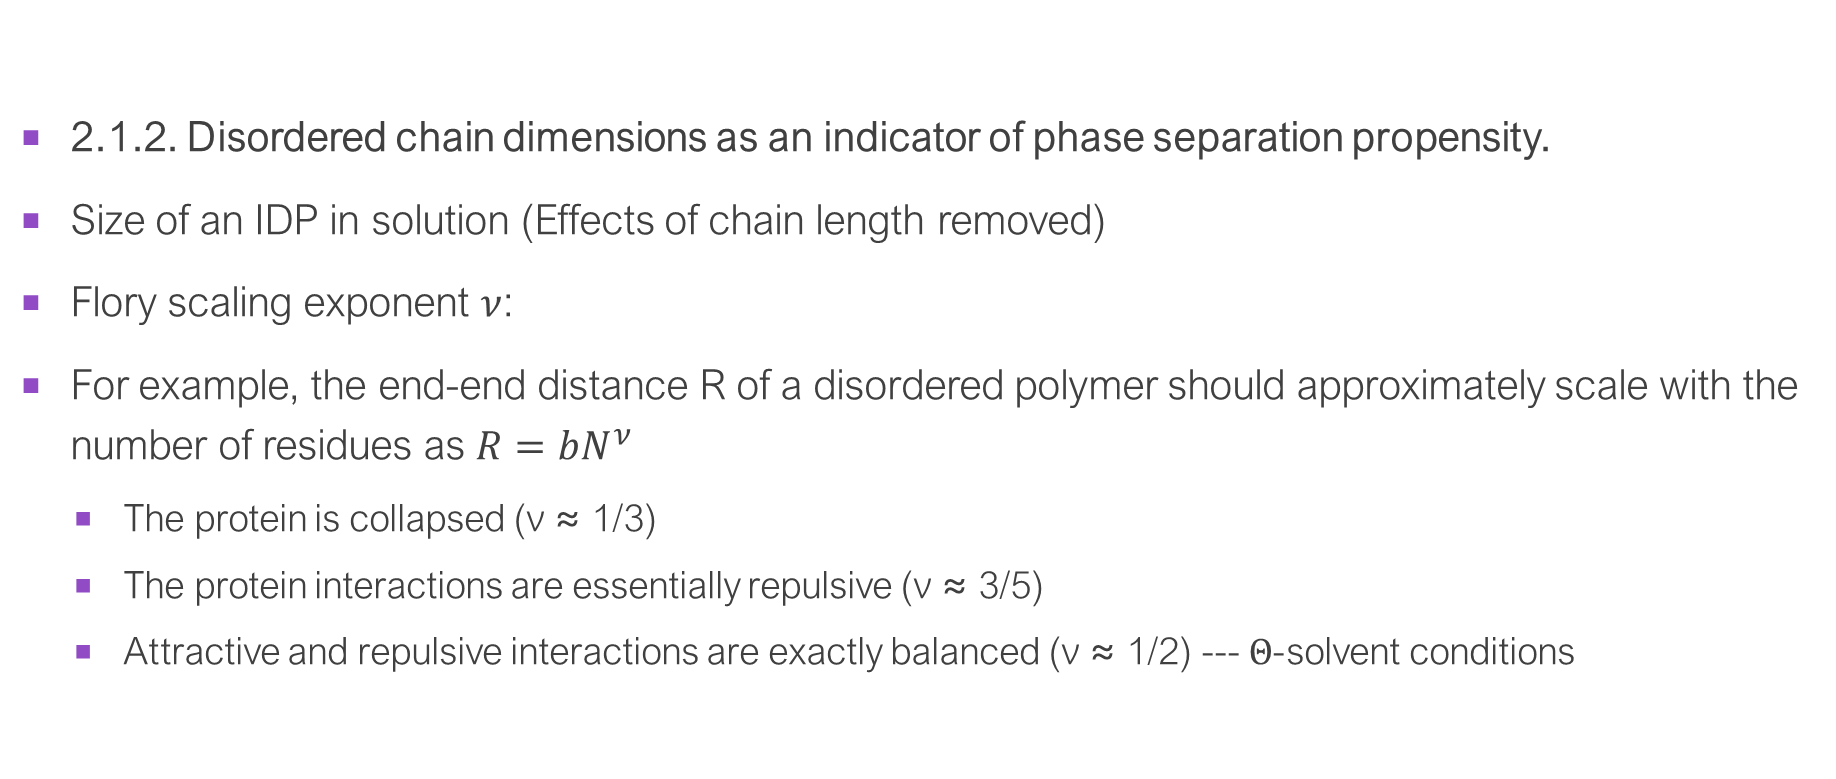 2.1.2. Disordered chain dimensions as an indicator of phase separation propensity.
Size of an IDP in solution (Effects of chain length removed)
Flory scaling exponent ν:
For example, the end-end distance R of a disordered polymer should approximately scale with the
number of residues as R = bN^ν
The protein is collapsed (ν ≈ 1/3)
The protein interactions are essentially repulsive (ν ≈ 3/5)
Attractive and repulsive interactions are exactly balanced (ν ≈ 1/2) --- Θ-solvent conditions